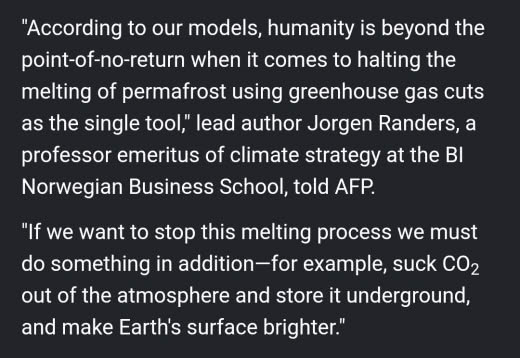 "According to our models, humanity is beyond the
point-of-no-return when it comes to halting the
melting of permafrost using greenhouse gas cuts
as the single tool," lead author Jorgen Randers, a
professor emeritus of climate strategy at the BI
Norwegian Business School, told AFP.
"If we want to stop this melting process we must
do something in addition—for example, suck CO₂
out of the atmosphere and store it underground,
and make Earth's surface brighter."